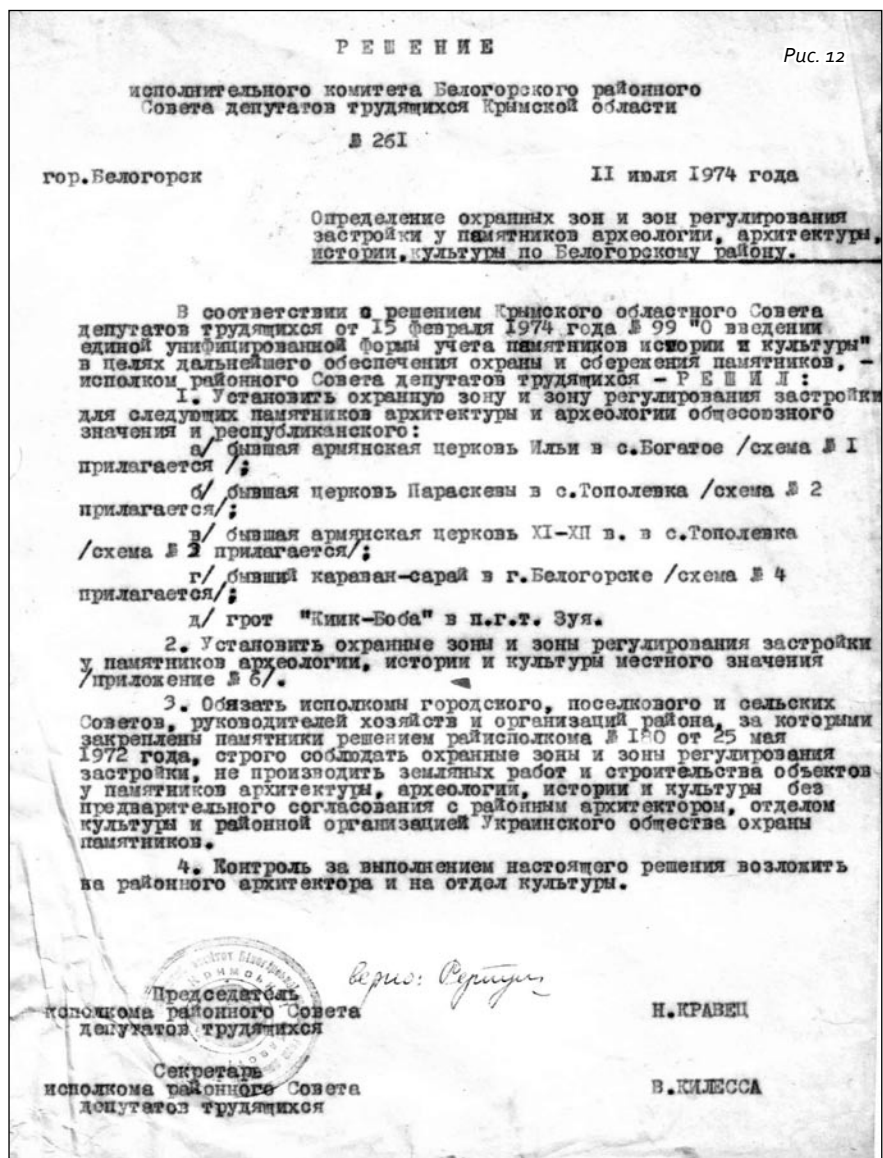 РЕШЕНИЕ
Рис. 12
исполнительного комитета Белогорского районного
Совета депутатов трудящихся Крымской области
№ 261
гор.Белогорск
II июля 1974 года
Определение охранных зон и зон регулирования
застройки у памятников археологии, архитектуры,
истории,культуры по Белогорскому району.
В соответствии с решением Крымского областного Совета
депутатов трудящихся от 15 февраля 1974 года № 99 "О введении
единой унифицированной формы учета памятников истории и культуры"
в целях дальнейшего обеспечения охраны и сбережения памятников, -
исполком районного Совета депутатов трудящихся - РЕШИЛ:
I. Установить охранную зону и зону регулирования застройки
для следующих памятников архитектуры и археологии общесоюзного
значения и республиканского:
а/ бывшая армянская церковь Ильи в с.Богатое /схема № I
прилагается /;
б/ бывшая церковь Параскевы в с.Тополевка /схема № 2
прилагается/;
в/ бывшая армянская церковь XI-XП в. в с.Тополевка
/схема № прилагается/;
г/ бывший караван-сарай в г.Белогорске /схема № 4
прилагается/;
д/ грот "Киик-Боба" в п.г.т. Зуя.
2. Установить охранные зоны и зоны регулирования застройки
у памятников археологии, истории и культуры местного значения
/приложение № 6/.
3. Обязать исполкомы городского, поселкового и сельских
Советов, руководителей хозяйств и организаций района, за которыми
закреплены памятники решением райисполкома № от 25 мая
1972 года, строго соблюдать охранные зоны и зоны регулирования
застройки, не производить земляных работ и строительства объектов
у памятников архитектуры, археологии, истории и культуры без
предварительного согласования с районным архитектором, отделом
культуры и районной организацией Украинского общества охраны
памятников.
4. Контроль за выполнением настоящего решения возложить
на районного архитектора и на отдел культуры.
верно:
Председатель
исполкома районного Совета
депутатов трудящихся
Н.КРАВЕЦ
Секретарь
исполкома районного Совета
депутатов трудящихся
В.КИЛЕССА